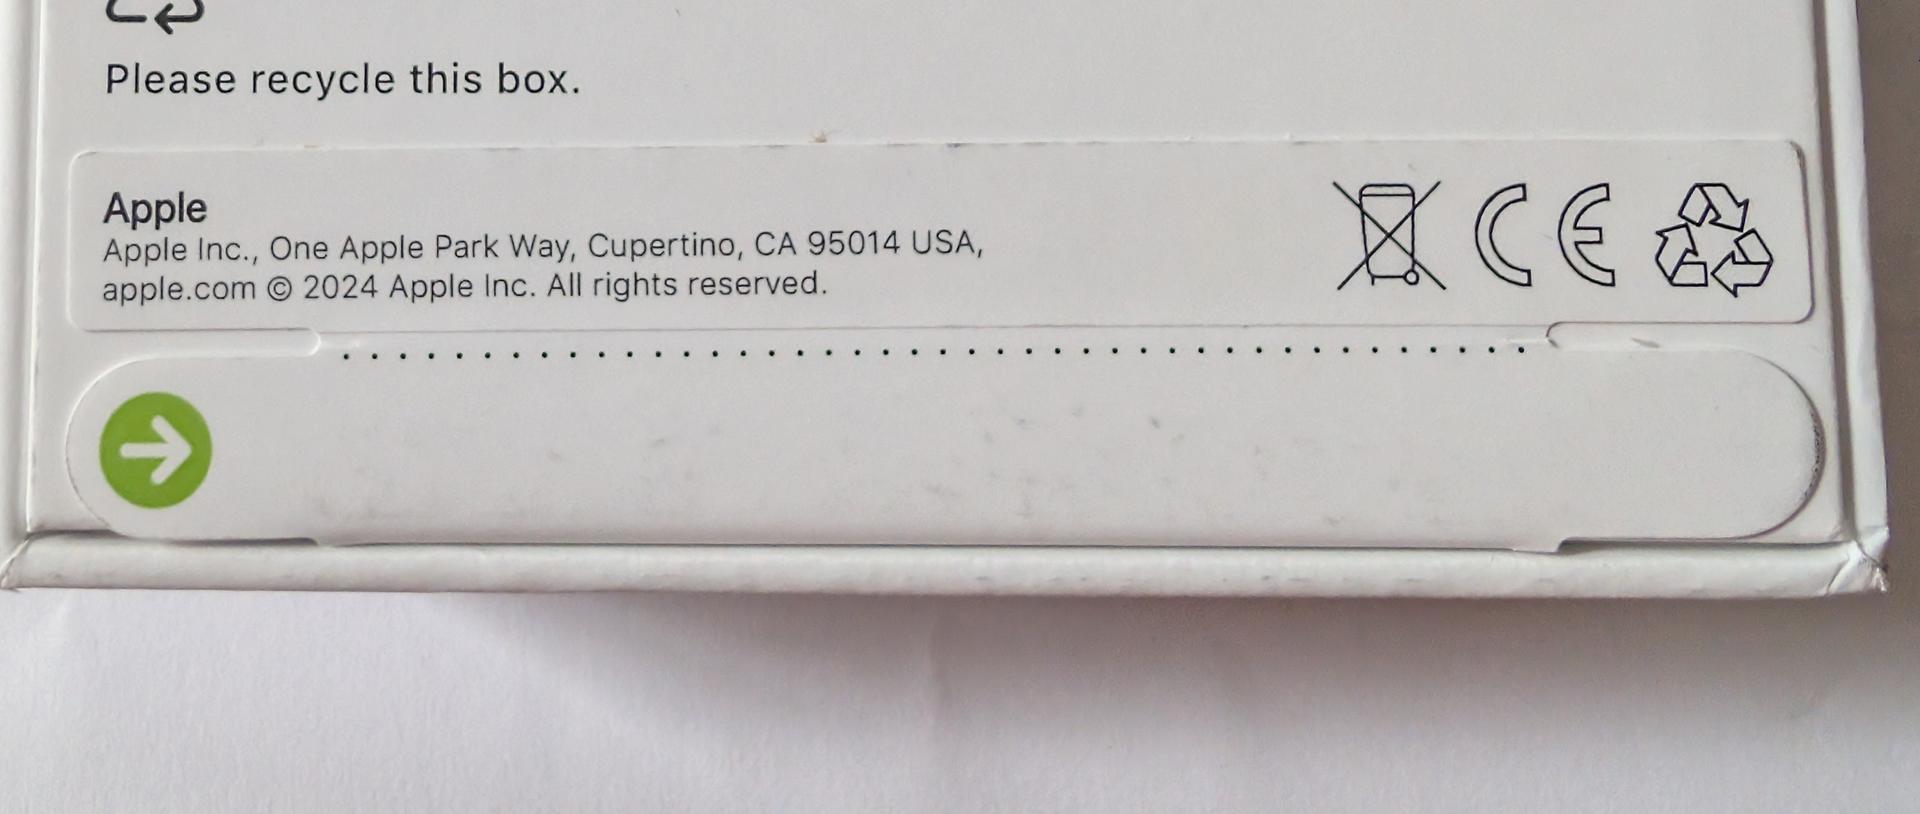 Please recycle this box.
Apple
Apple Inc., One Apple Park Way, Cupertino, CA 95014 USA,
apple.com © 2024 Apple Inc. All rights reserved.
CE